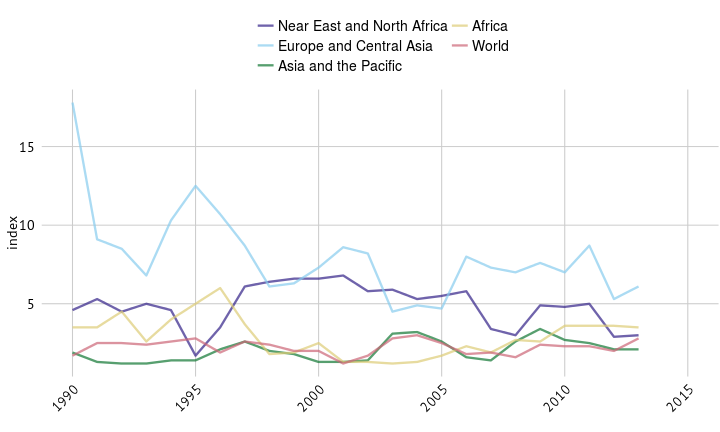 Near East and North Africa
Africa
Europe and Central Asia
World
Asia and the Pacific
15
10
5
index
1990
1995
2000
2005
2010
2015